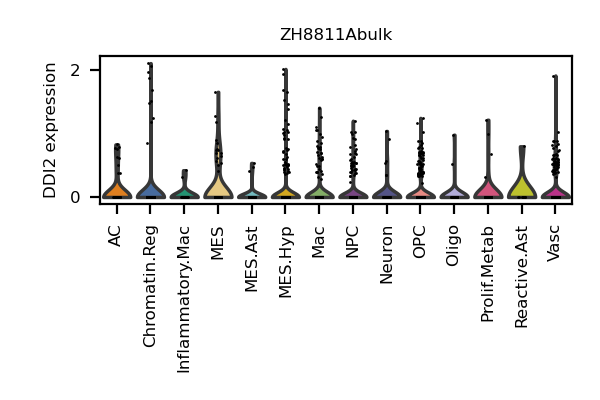 ZH8811Abulk
DDI2 expression
2
0
AC
Chromatin.Reg
Inflammatory.Mac
MES
MES.Ast
MES.Hyp
Mac
NPC
Neuron
OPC
Oligo
Prolif.Metab
Reactive.Ast
Vasc